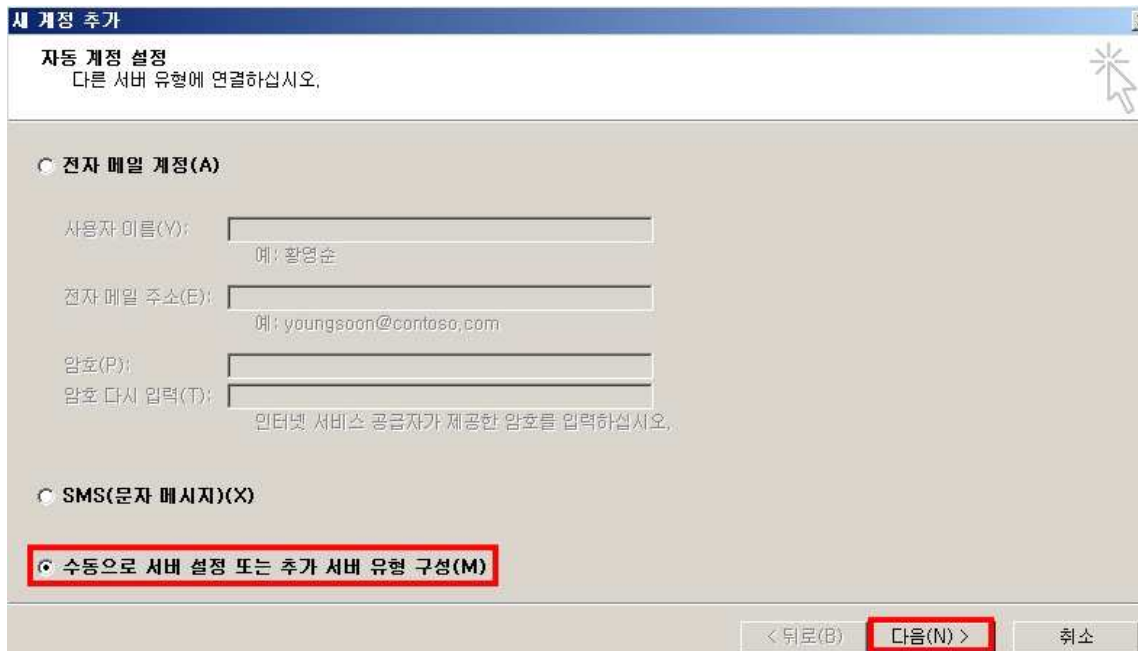 새 계정 추가
자동 계정 설정
다른 서버 유형에 연결하십시오.
전자 메일 계정(A)
사용자 이름(Y):
예: 황영순
전자 메일 주소(E):
예: youngsoon@contoso.com
암호(P):
암호 다시 입력(T):
인터넷 서비스 공급자가 제공한 암호를 입력하십시오.
SMS(문자 메시지)(X)
수동으로 서버 설정 또는 추가 서버 유형 구성(M)
< 뒤로(B) 다음(N) > 취소